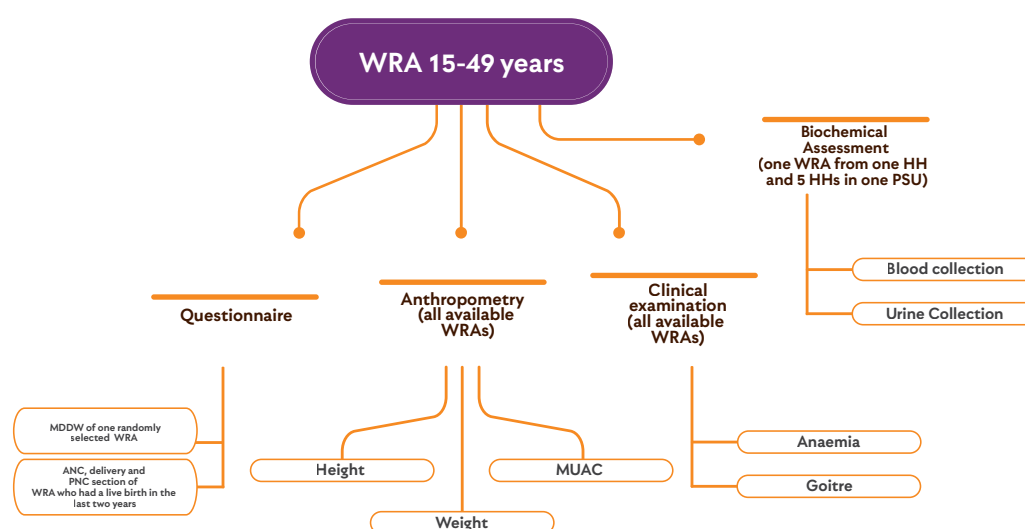 WRA 15-49 years
Biochemical
Assessment
(one WRA from one HH
and 5 HHs in one PSU)
Blood collection
Urine Collection
Clinical
examination
(all available
WRAs)
Anthropometry
(all available
WRAs)
Questionnaire
MDDW of one randomly
selected WRA
ANC, delivery and
PNC section of
WRA who had a live birth in the
last two years
Height
MUAC
Weight
Anaemia
Goitre